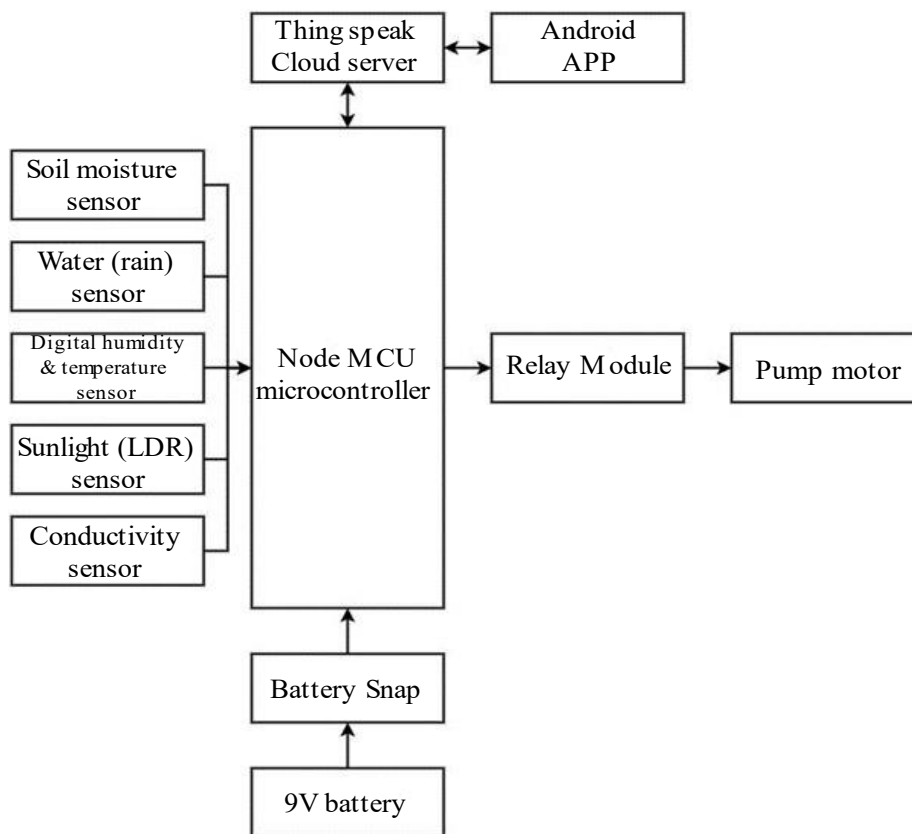 Thing speak
Cloud server
Android
APP
Soil moisture
sensor
Water (rain)
sensor
Digital humidity
& temperature
sensor
Sunlight (LDR)
sensor
Conductivity
sensor
Node MCU
microcontroller
Relay Module
Pump motor
Battery Snap
9V battery